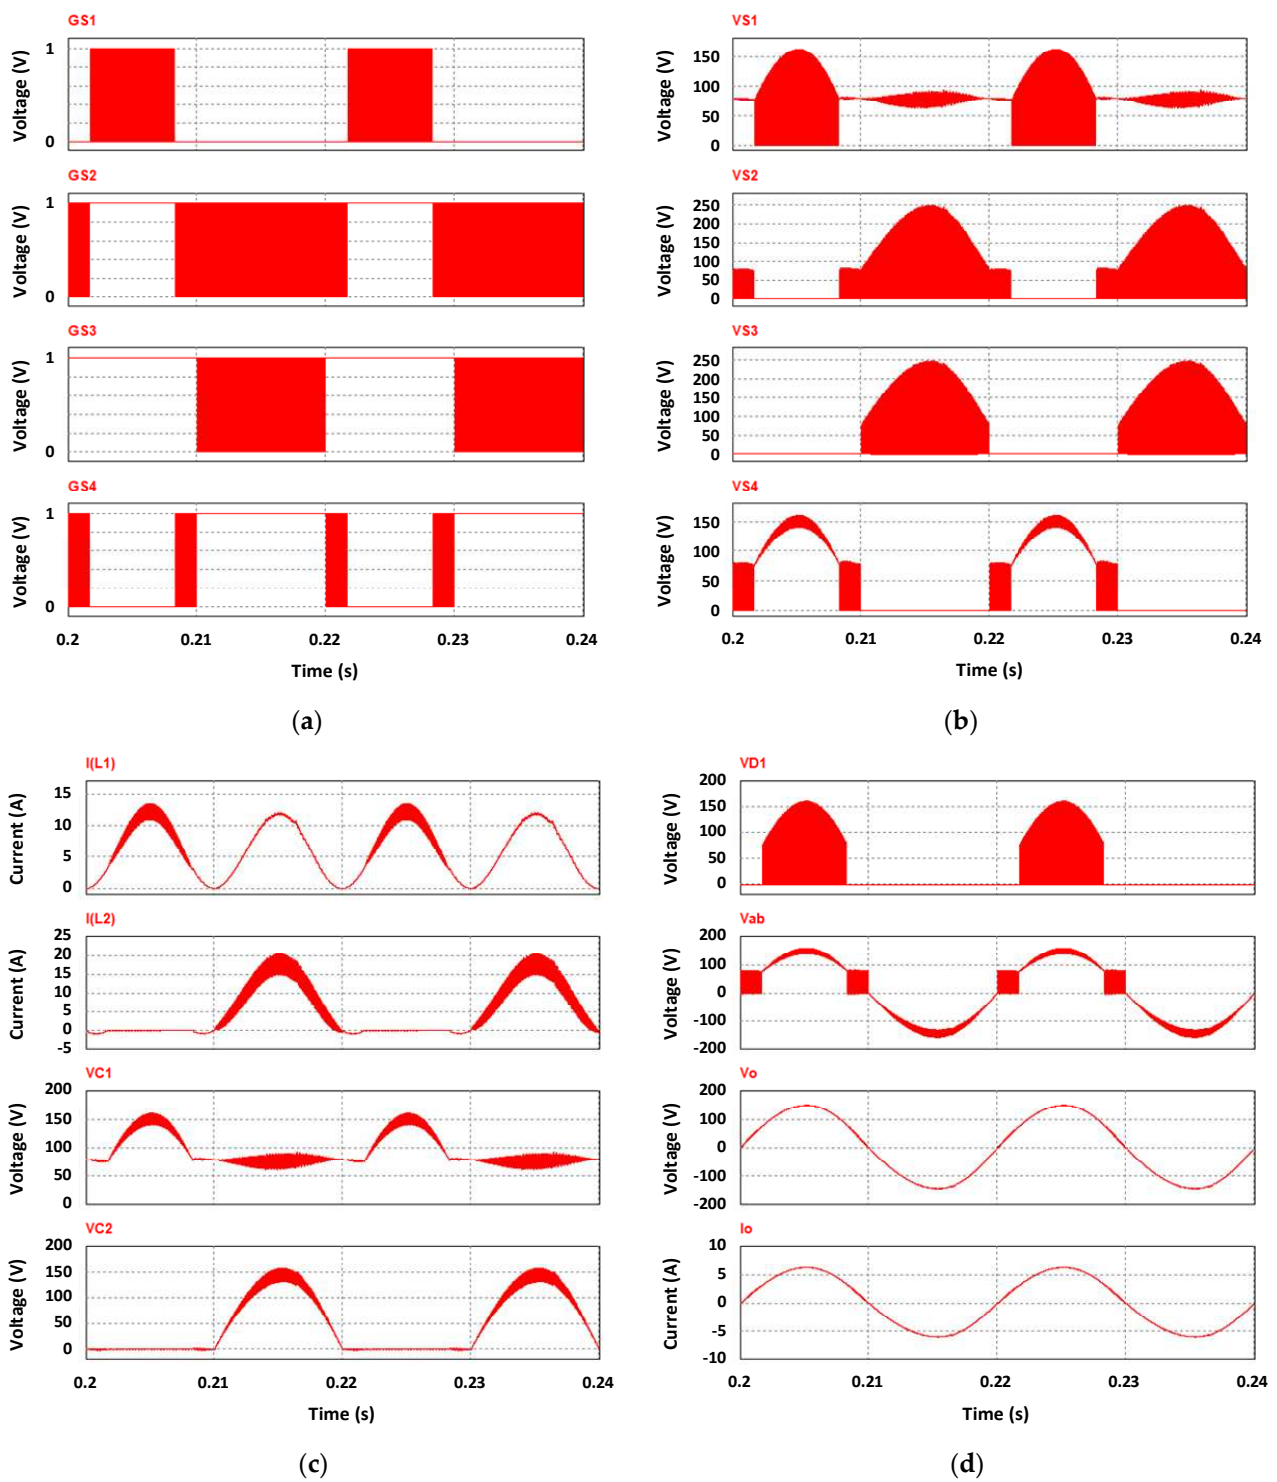 GS1
Voltage (V)
1
0
GS2
Voltage (V)
1
0
GS3
Voltage (V)
1
0
GS4
Voltage (V)
1
0
0.2 0.21 0.22 0.23 0.24
Time (s)
(a)
VS1
Voltage (V)
150
100
50
0
VS2
Voltage (V)
250
200
150
100
50
0
VS3
Voltage (V)
250
200
150
100
50
0
VS4
Voltage (V)
150
100
50
0
0.2 0.21 0.22 0.23 0.24
Time (s)
(b)
I(L1)
Current (A)
15
10
5
0
I(L2)
Current (A)
25
20
15
10
5
0
-5
VC1
Voltage (V)
200
150
100
50
0
VC2
Voltage (V)
200
150
100
50
0
0.2 0.21 0.22 0.23 0.24
Time (s)
(c)
VD1
Voltage (V)
200
150
100
50
0
Vab
Voltage (V)
200
100
0
-100
-200
Vo
Voltage (V)
200
100
0
-100
-200
Io
Current (A)
10
5
0
-5
-10
0.2 0.21 0.22 0.23 0.24
Time (s)
(d)